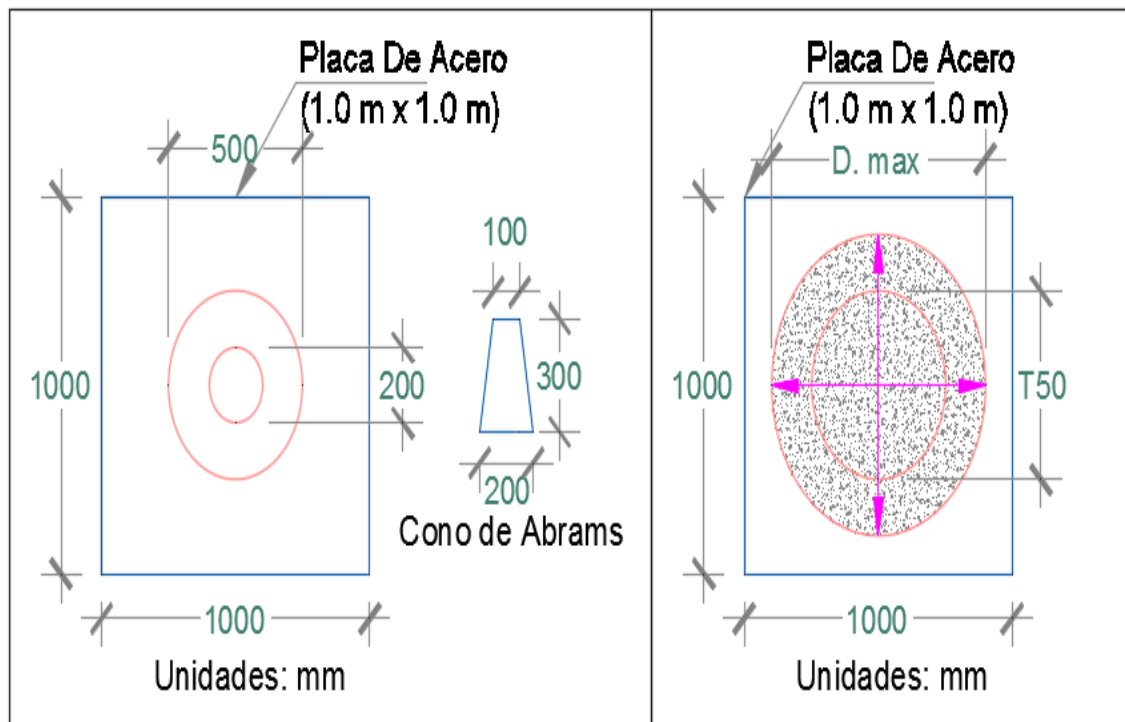 Placa De Acero
(1.0 m x 1.0 m)
500
100
1000
200
300
200
Cono de Abrams
1000
Unidades: mm
Placa De Acero
(1.0 m x 1.0 m)
D. max
1000
T50
1000
Unidades: mm